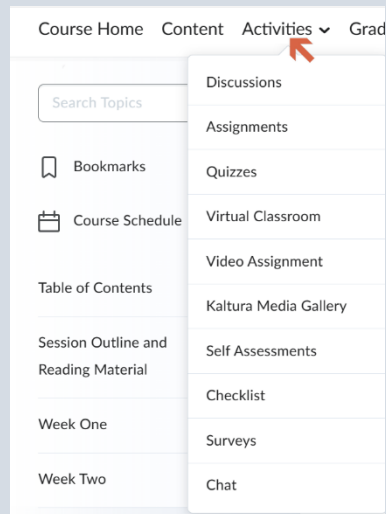 Course Home Content Activities Grad
Search Topics
Bookmarks
Course Schedule
Table of Contents
Session Outline and
Reading Material
Week One
Week Two
Discussions
Assignments
Quizzes
Virtual Classroom
Video Assignment
Kaltura Media Gallery
Self Assessments
Checklist
Surveys
Chat